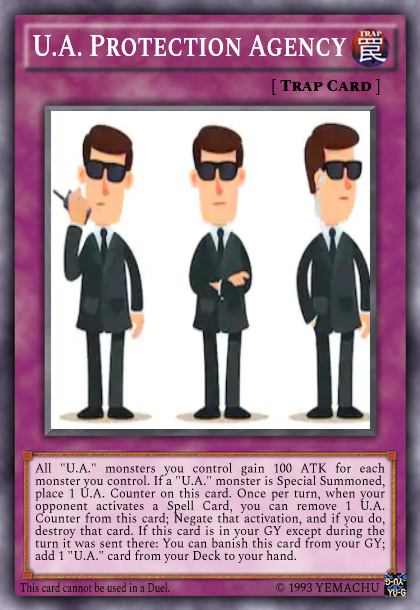 U.A. PROTECTION AGENCY
TRAP
罠
[ TRAP CARD ]
All "U.A." monsters you control gain 100 ATK for each
monster you control. If a "U.A." monster is Special Summoned,
place 1 U.A. Counter on this card. Once per turn, when your
opponent activates a Spell Card, you can remove 1 U.A.
Counter from this card; Negate that activation, and if you do,
destroy that card. If this card is in your GY except during the
turn it was sent there: You can banish this card from your GY;
add 1 "U.A." card from your Deck to your hand.
This card cannot be used in a Duel.
© 1993 YEMACHU
YU-G